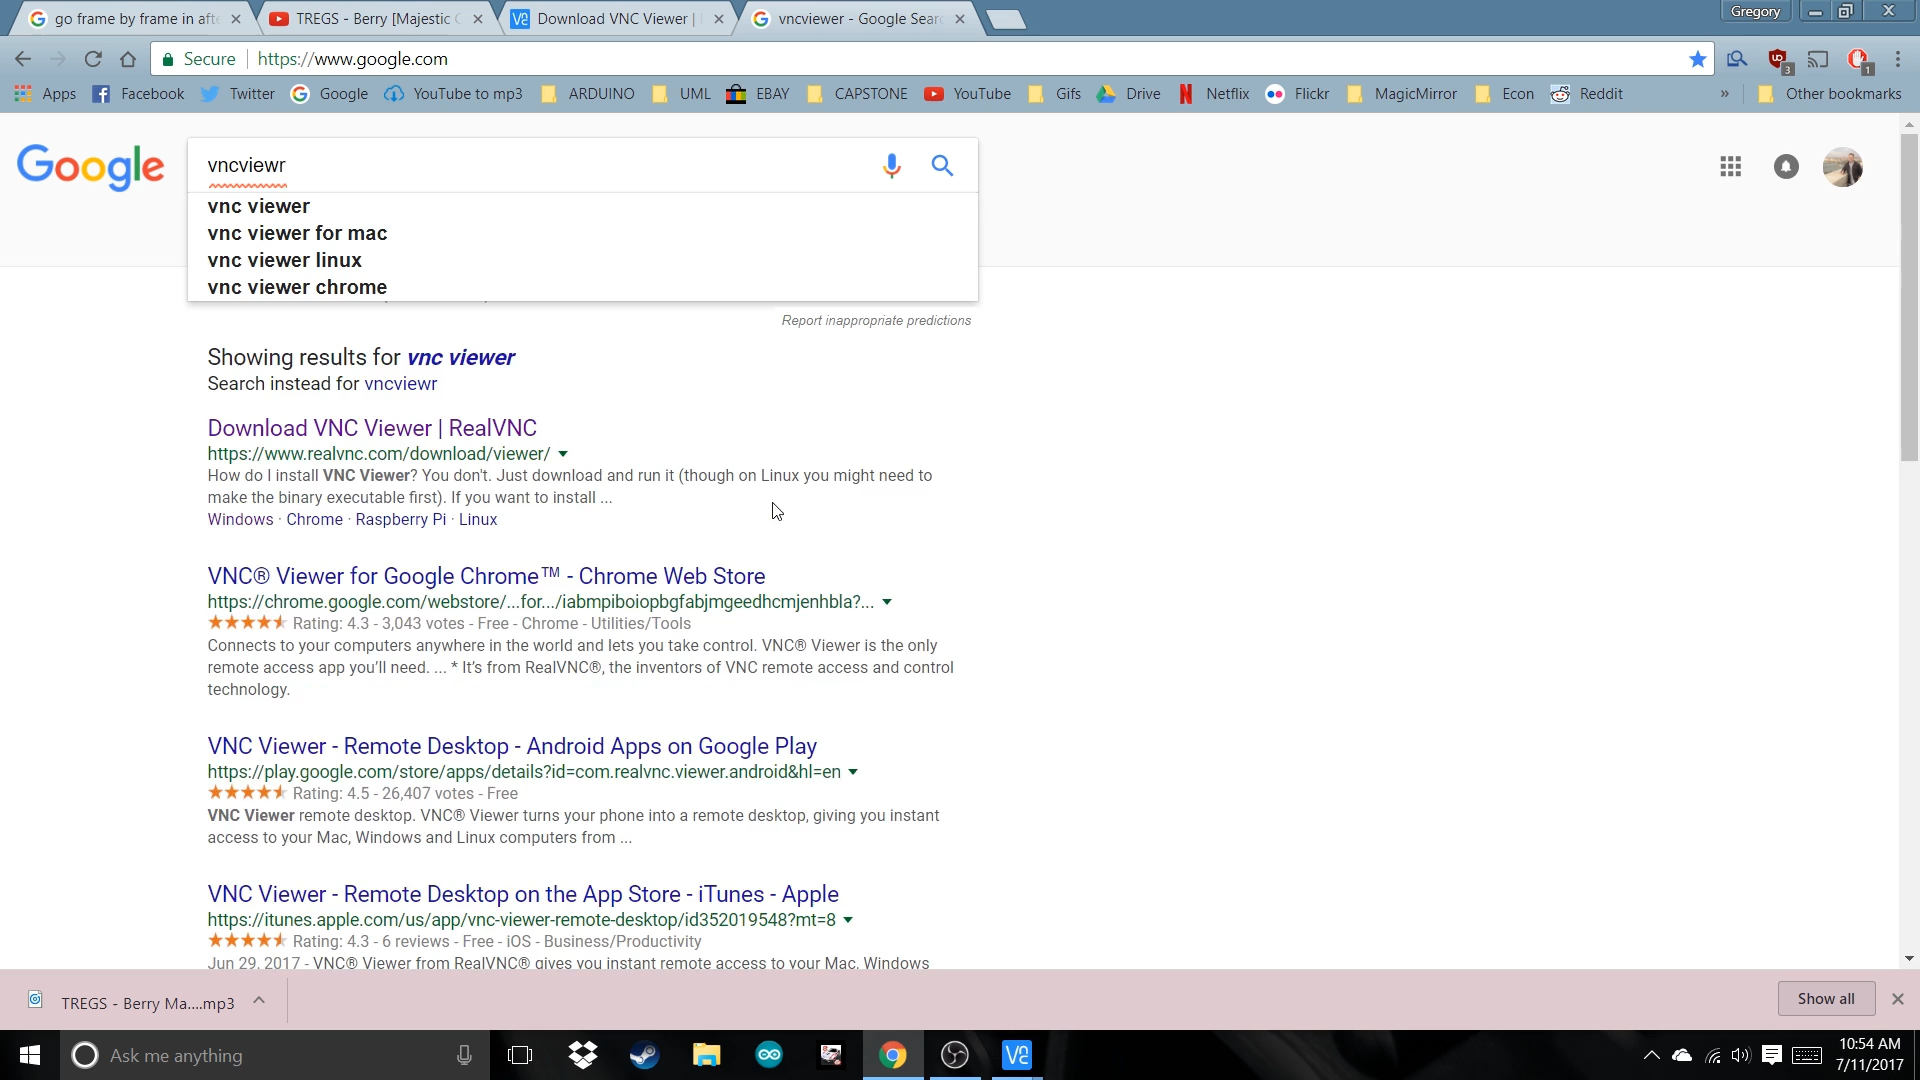 go frame by frame in afte
TREGS - Berry [Majestic C
Download VNC Viewer |
vncviewer - Google Sear
Gregory
Secure
https://www.google.com
3
1
Apps
Facebook
Twitter
Google
YouTube to mp3
ARDUINO
UML
EBAY
CAPSTONE
YouTube
Gifs
Drive
Netflix
Flickr
MagicMirror
Econ
Reddit
»
Other bookmarks
Google
vncviewr
vnc viewer
vnc viewer for mac
vnc viewer linux
vnc viewer chrome
Report inappropriate predictions
Showing results for vnc viewer
Search instead for vncviewr
Download VNC Viewer | RealVNC
https://www.realvnc.com/download/viewer/
How do I install VNC Viewer? You don't. Just download and run it (though on Linux you might need to
make the binary executable first). If you want to install ...
Windows · Chrome · Raspberry Pi · Linux
VNC® Viewer for Google Chrome™ - Chrome Web Store
https://chrome.google.com/webstore/...for.../iabmpiboiopbgfabjmgeedhcmjenhbla?...
Rating: 4.3 - 3,043 votes - Free - Chrome - Utilities/Tools
Connects to your computers anywhere in the world and lets you take control. VNC® Viewer is the only
remote access app you'll need. ... * It's from RealVNC®, the inventors of VNC remote access and control
technology.
VNC Viewer - Remote Desktop - Android Apps on Google Play
https://play.google.com/store/apps/details?id=com.realvnc.viewer.android&hl=en
Rating: 4.5 - 26,407 votes - Free
VNC Viewer remote desktop. VNC® Viewer turns your phone into a remote desktop, giving you instant
access to your Mac, Windows and Linux computers from ...
VNC Viewer - Remote Desktop on the App Store - iTunes - Apple
https://itunes.apple.com/us/app/vnc-viewer-remote-desktop/id352019548?mt=8
Rating: 4.3 - 6 reviews - Free - iOS - Business/Productivity
Jun 29, 2017 - VNC® Viewer from RealVNC® gives you instant remote access to your Mac, Windows
TREGS - Berry Ma....mp3
Show all
Ask me anything
10:54 AM
7/11/2017